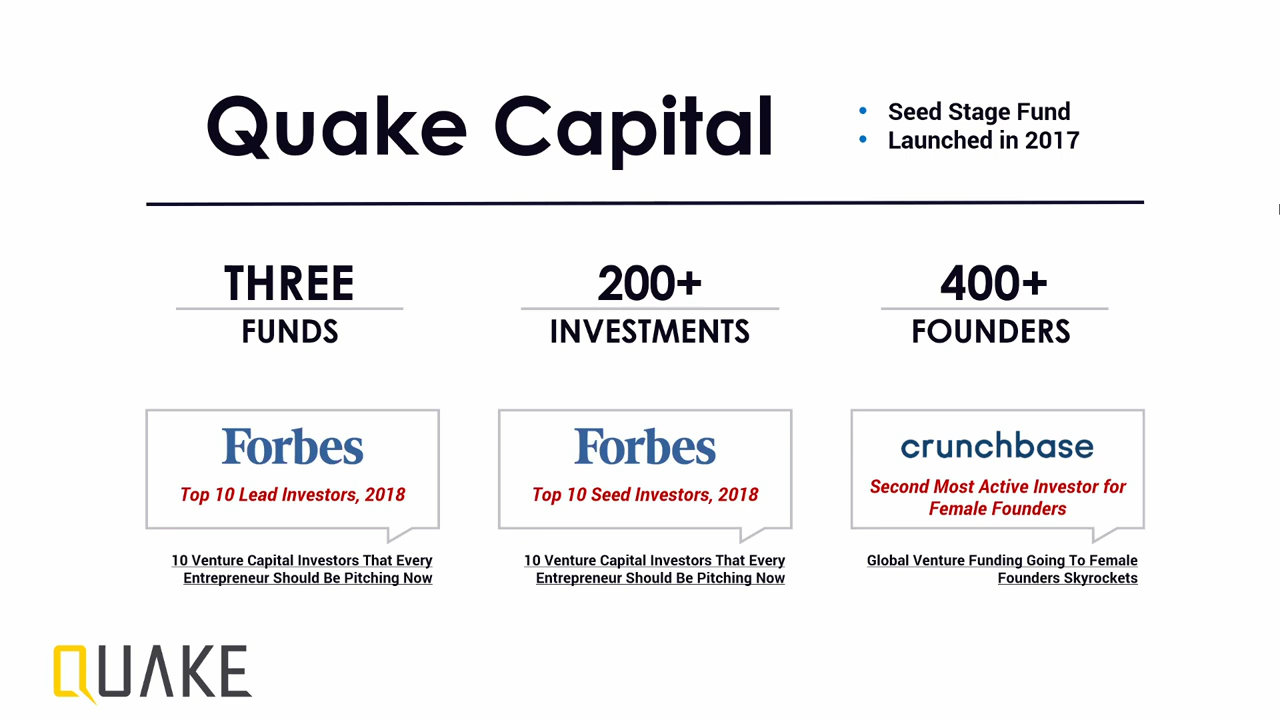 Quake Capital
• Seed Stage Fund
• Launched in 2017
THREE
FUNDS
200+
INVESTMENTS
400+
FOUNDERS
Forbes
Top 10 Lead Investors, 2018
10 Venture Capital Investors That Every
Entrepreneur Should Be Pitching Now
Forbes
Top 10 Seed Investors, 2018
10 Venture Capital Investors That Every
Entrepreneur Should Be Pitching Now
crunchbase
Second Most Active Investor for
Female Founders
Global Venture Funding Going To Female
Founders Skyrockets
QUAKE